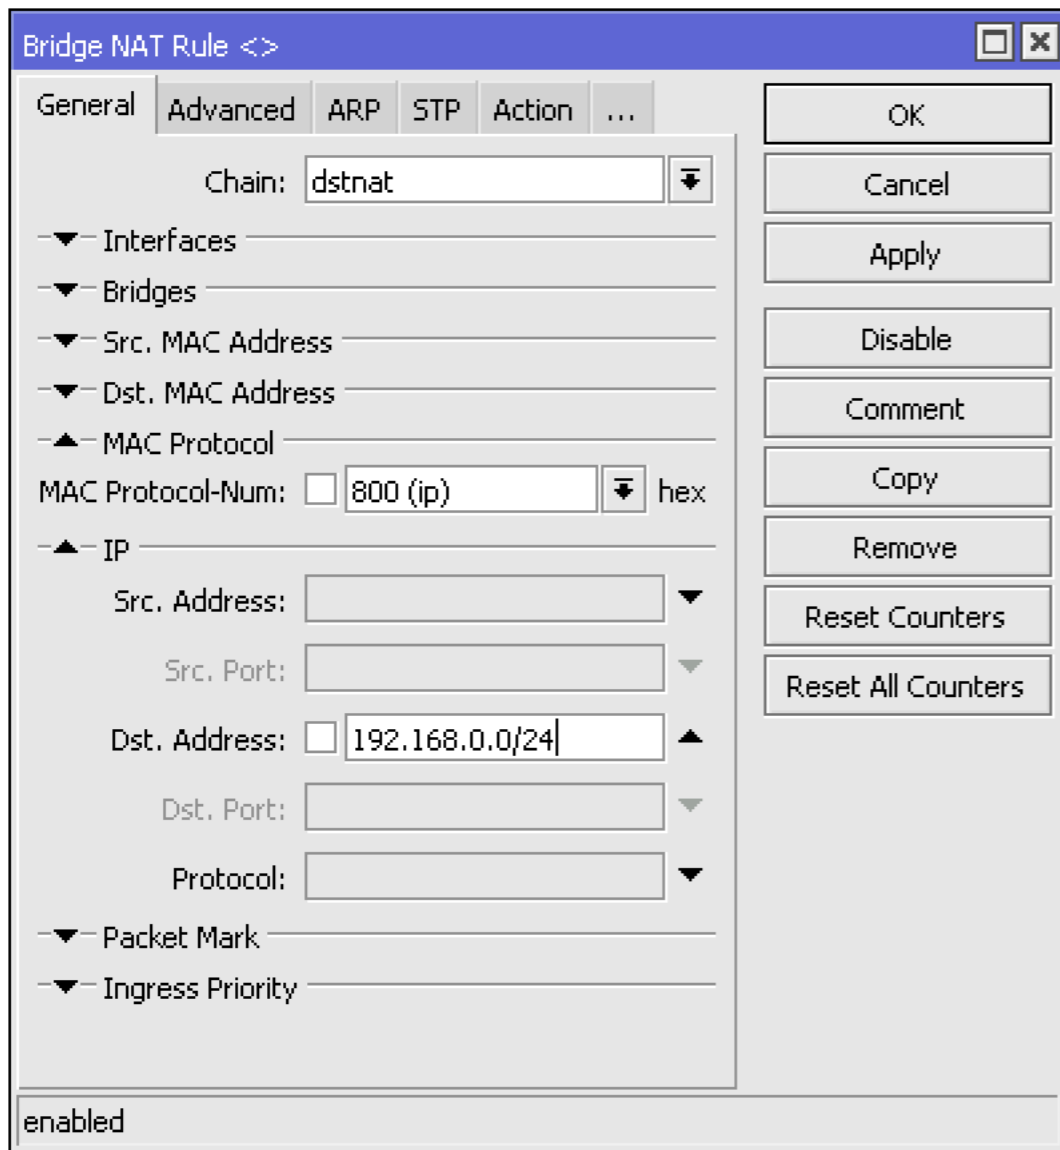 Bridge NAT Rule <>
General Advanced ARP STP Action ...
Chain: dstnat
Interfaces
Bridges
Src. MAC Address
Dst. MAC Address
MAC Protocol
MAC Protocol-Num: 800 (ip) hex
IP
Src. Address:
Src. Port:
Dst. Address: 192.168.0.0/24
Dst. Port:
Protocol:
Packet Mark
Ingress Priority
OK
Cancel
Apply
Disable
Comment
Copy
Remove
Reset Counters
Reset All Counters
enabled